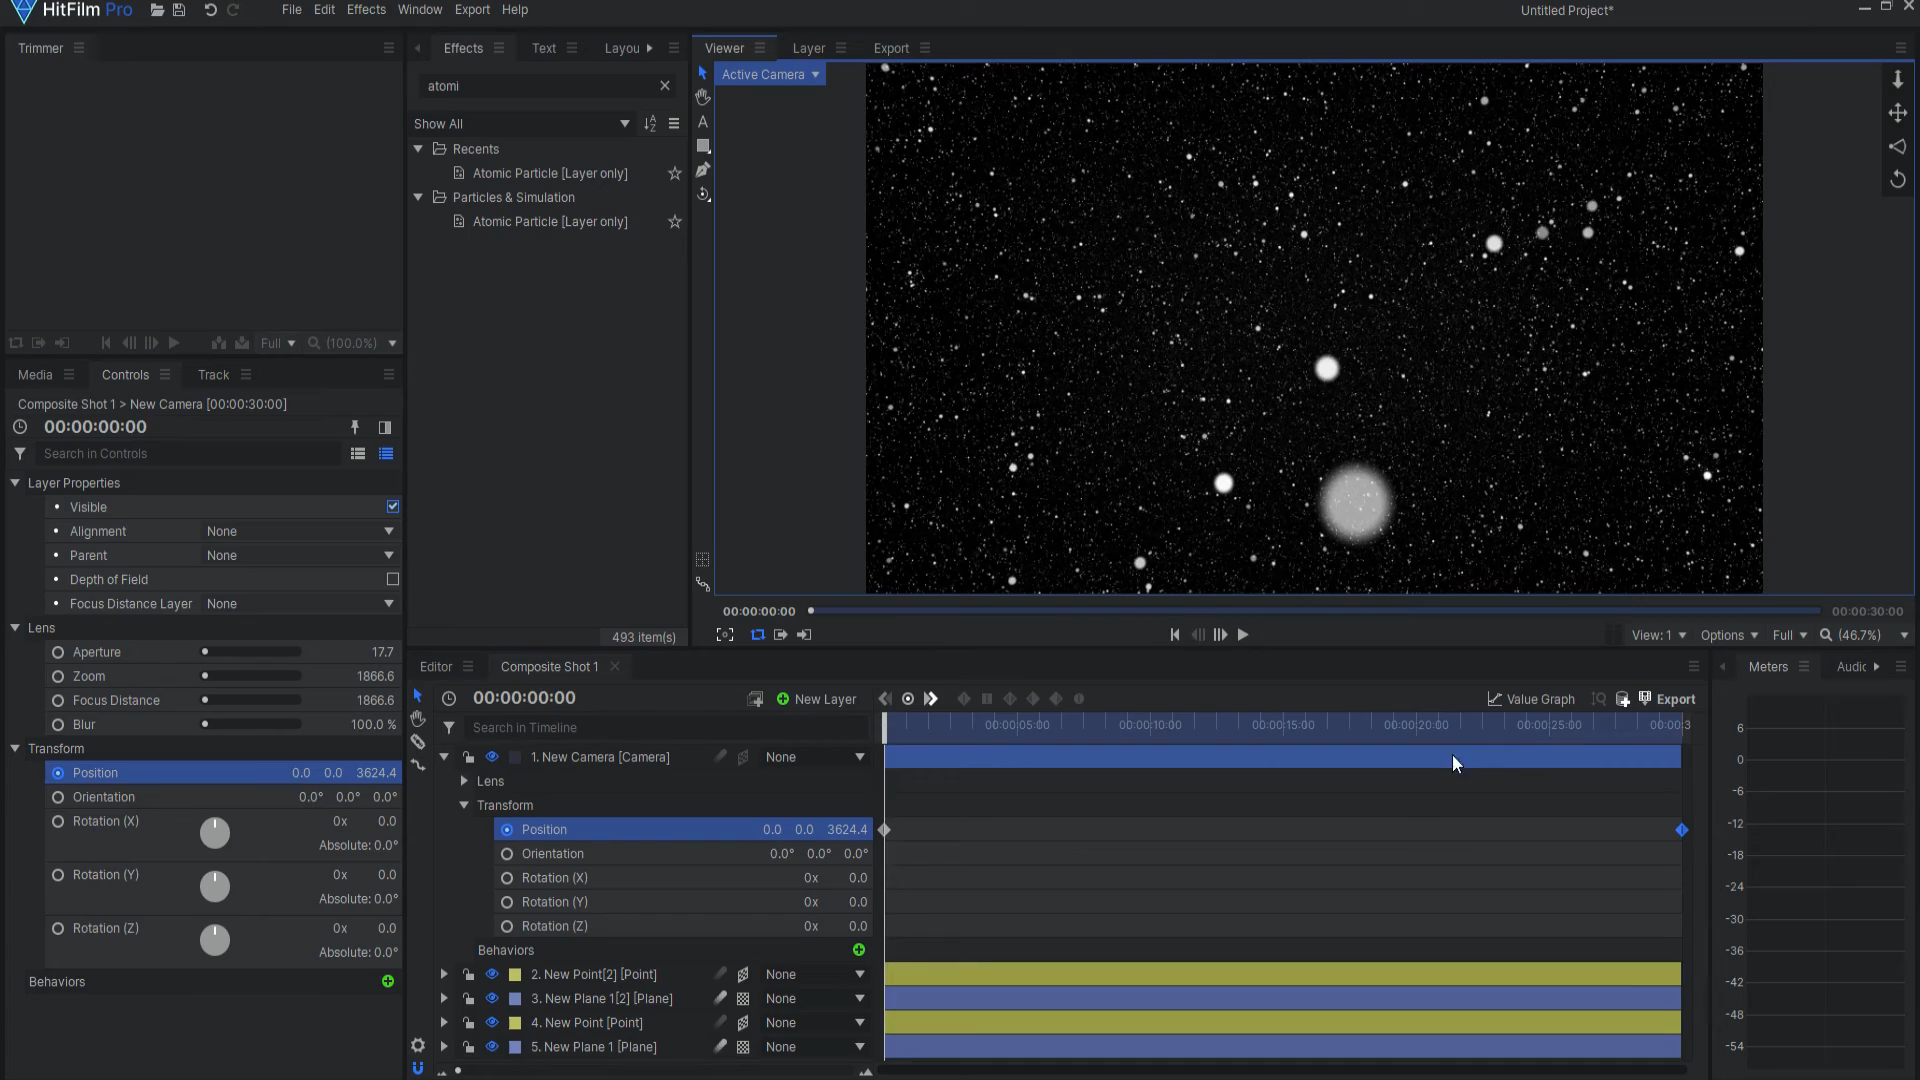 HitFilm Pro
File Edit Effects Window Export Help
Untitled Project*
Trimmer
Full
(100.0%)
Media Controls Track
Composite Shot 1 > New Camera [00:00:30:00]
00:00:00:00
Search in Controls
Layer Properties
Visible
Alignment None
Parent None
Depth of Field
Focus Distance Layer None
Lens
Aperture 17.7
Zoom 1866.6
Focus Distance 1866.6
Blur 100.0 %
Transform
Position 0.0 0.0 3624.4
Orientation 0.0° 0.0° 0.0°
Rotation (X) 0x 0.0
Absolute: 0.0°
Rotation (Y) 0x 0.0
Absolute: 0.0°
Rotation (Z) 0x 0.0
Absolute: 0.0°
Behaviors
Effects Text Layou
atomi
Show All
Recents
Atomic Particle [Layer only]
Particles & Simulation
Atomic Particle [Layer only]
493 item(s)
Viewer Layer Export
Active Camera
00:00:00:00
00:00:30:00
View: 1 Options Full (46.7%)
Editor Composite Shot 1
00:00:00:00
New Layer
Value Graph
Export
Search in Timeline
00:00:05:00 00:00:10:00 00:00:15:00 00:00:20:00 00:00:25:00 00:00:3
1. New Camera [Camera] None
Lens
Transform
Position 0.0 0.0 3624.4
Orientation 0.0° 0.0° 0.0°
Rotation (X) 0x 0.0
Rotation (Y) 0x 0.0
Rotation (Z) 0x 0.0
Behaviors
2. New Point[2] [Point] None
3. New Plane 1[2] [Plane] None
4. New Point [Point] None
5. New Plane 1 [Plane] None
Meters Audic
6
0
-6
-12
-18
-24
-30
-36
-42
-48
-54